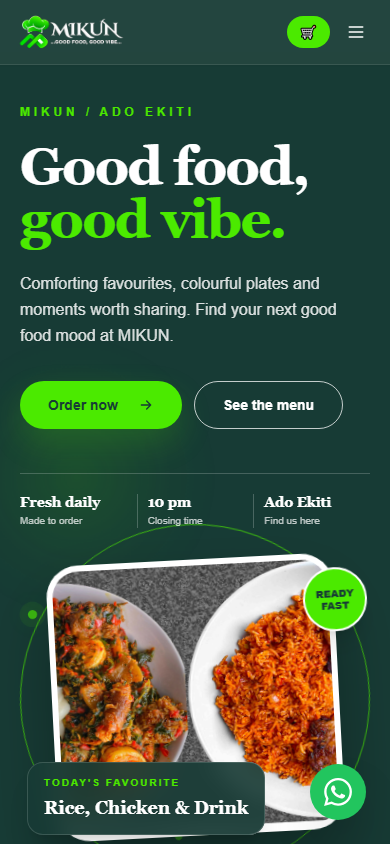 MIKUN
...GOOD FOOD, GOOD VIBE...
MIKUN / ADO EKITI
Good food,
good vibe.
Comforting favourites, colourful plates and
moments worth sharing. Find your next good
food mood at MIKUN.
Order now →
See the menu
Fresh daily
Made to order
10 pm
Closing time
Ado Ekiti
Find us here
READY
FAST
TODAY'S FAVOURITE
Rice, Chicken & Drink